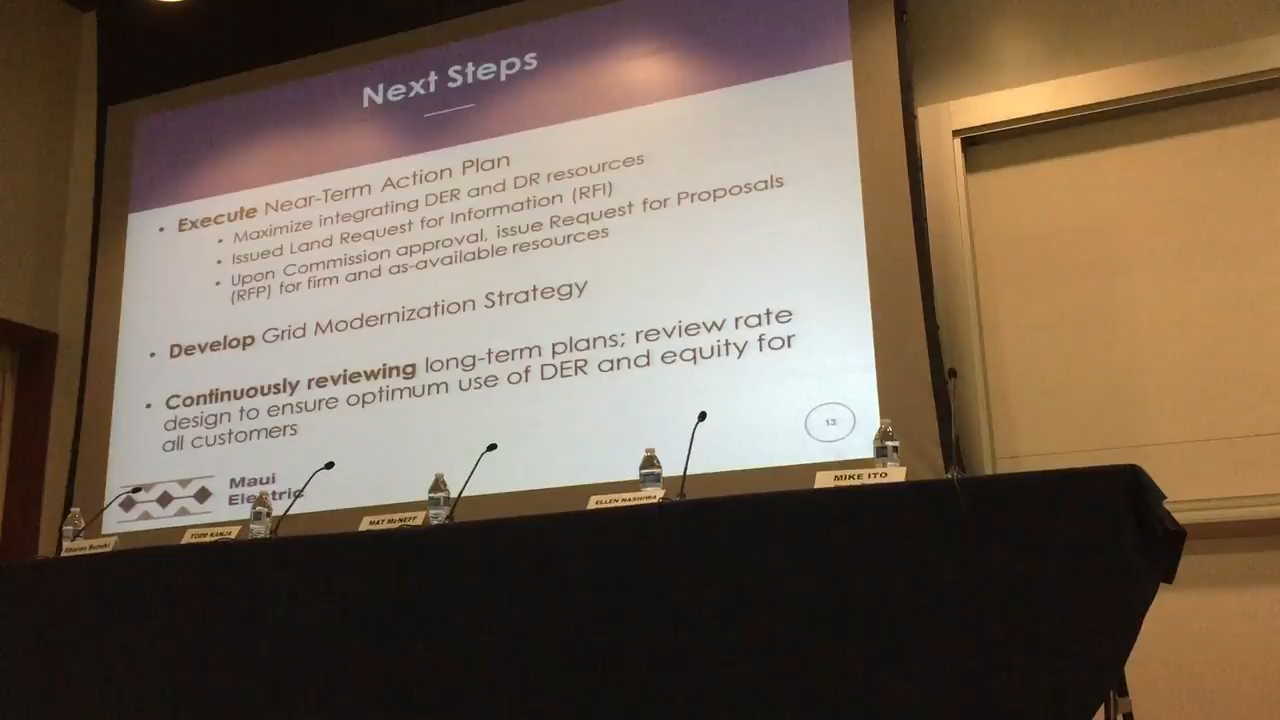 Next Steps
• Execute Near-Term Action Plan
• Maximize integrating DER and DR resources
• Issued Land Request for Information (RFI)
• Upon Commission approval, issue Request for Proposals
(RFP) for firm and as-available resources
• Develop Grid Modernization Strategy
• Continuously reviewing long-term plans; review rate
design to ensure optimum use of DER and equity for
all customers
13
Maui
Electric
Sharon Suzuki
TODD KANJA
MAT McNEFF
ELLEN NASHIWA
MIKE ITO